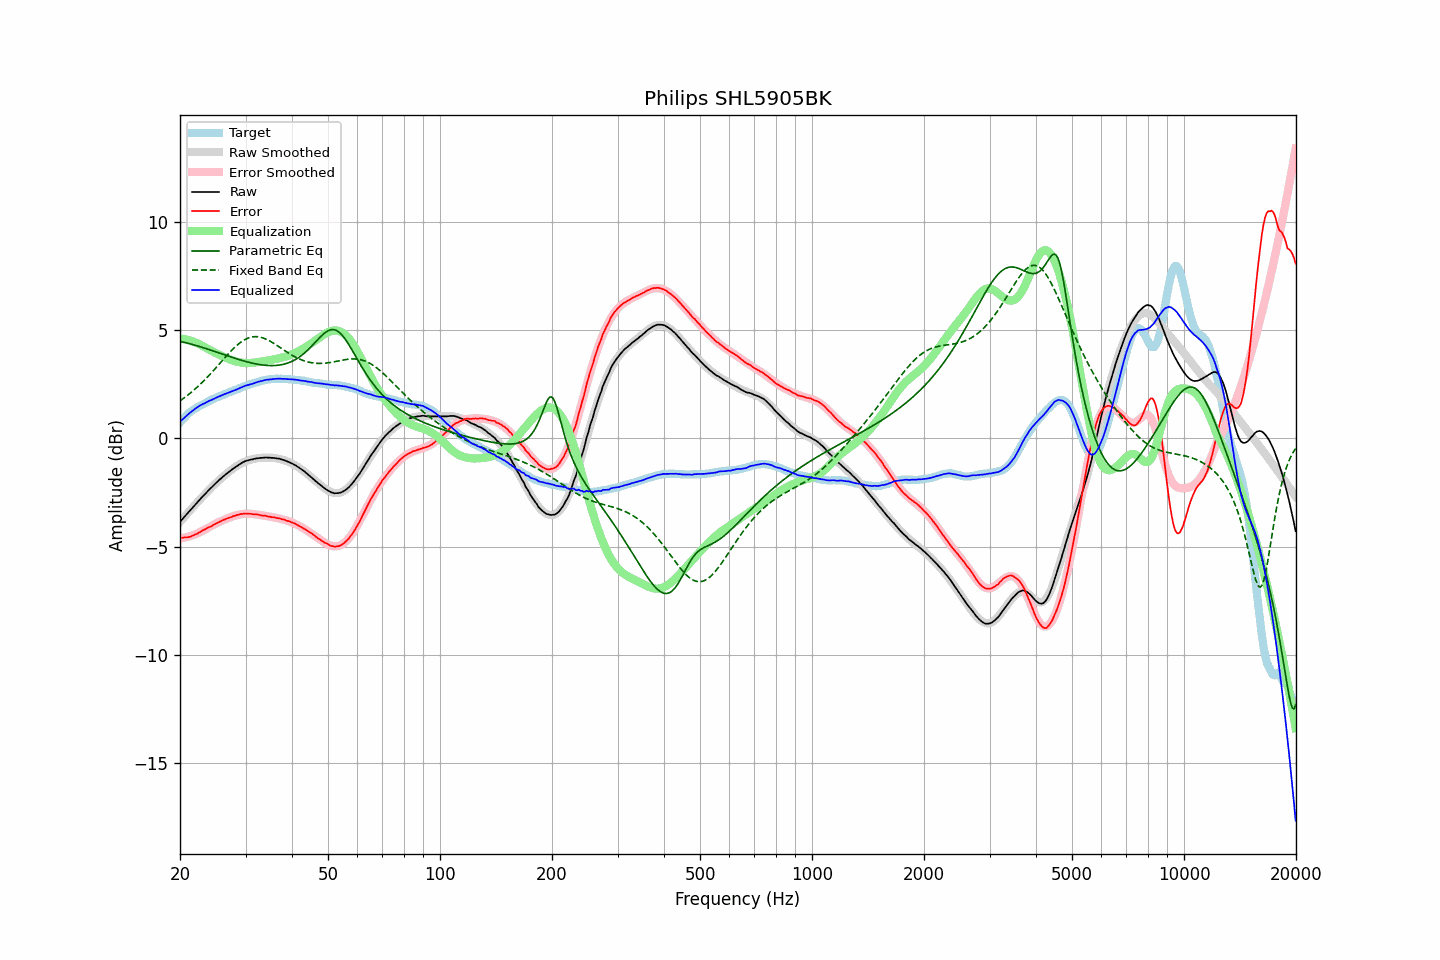 Philips SHL5905BK
Target
Raw Smoothed
Error Smoothed
Raw
Error
Equalization
Parametric Eq
Fixed Band Eq
Equalized
10
5
0
−5
−10
−15
Amplitude (dBr)
20 50 100 200 500 1000 2000 5000 10000 20000
Frequency (Hz)